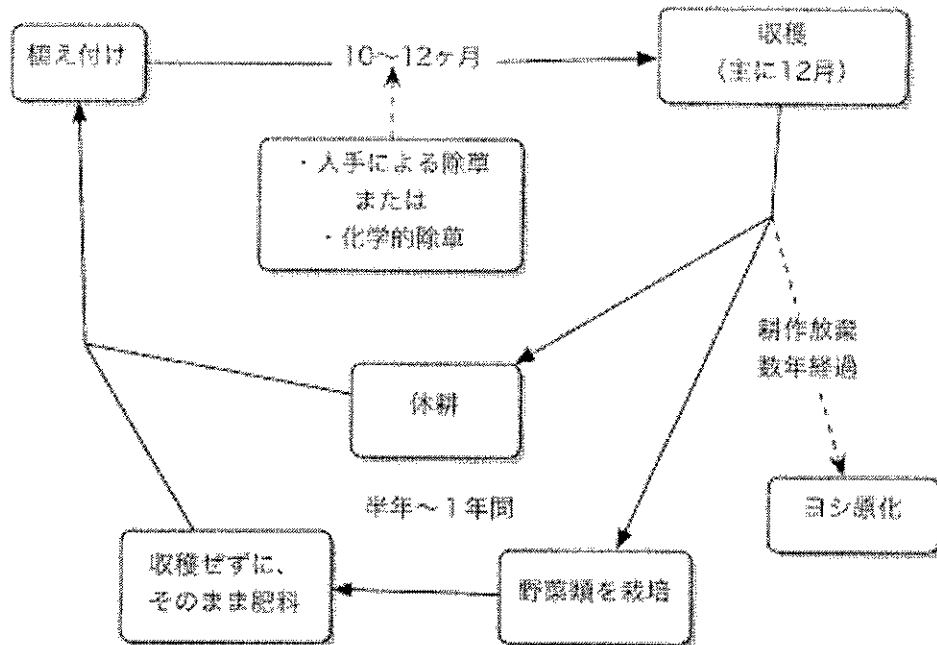 植え付け
10〜12ヶ月
収穫
(主に12月)
・人手による除草
または
・化学的除草
耕作放棄
数年経過
休耕
半年〜1年間
ヨシ原化
収穫せずに、
そのまま肥料
野菜類を栽培